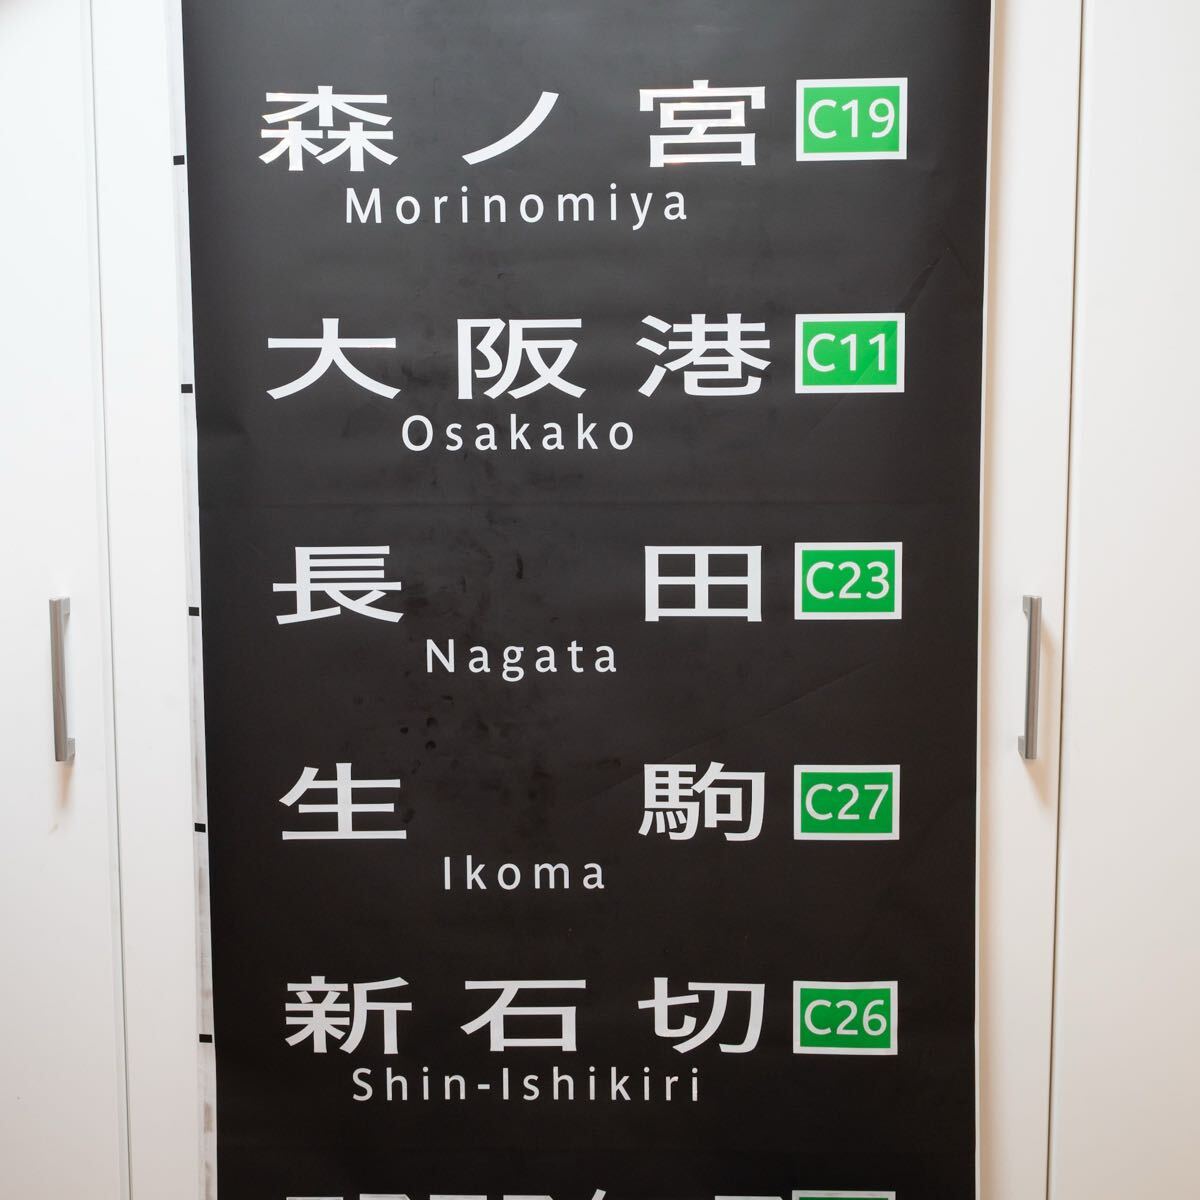 森ノ宮 C19
Morinomiya
大阪港 C11
Osakako
長田 C23
Nagata
生駒 C27
Ikoma
新石切 C26
Shin-Ishikiri